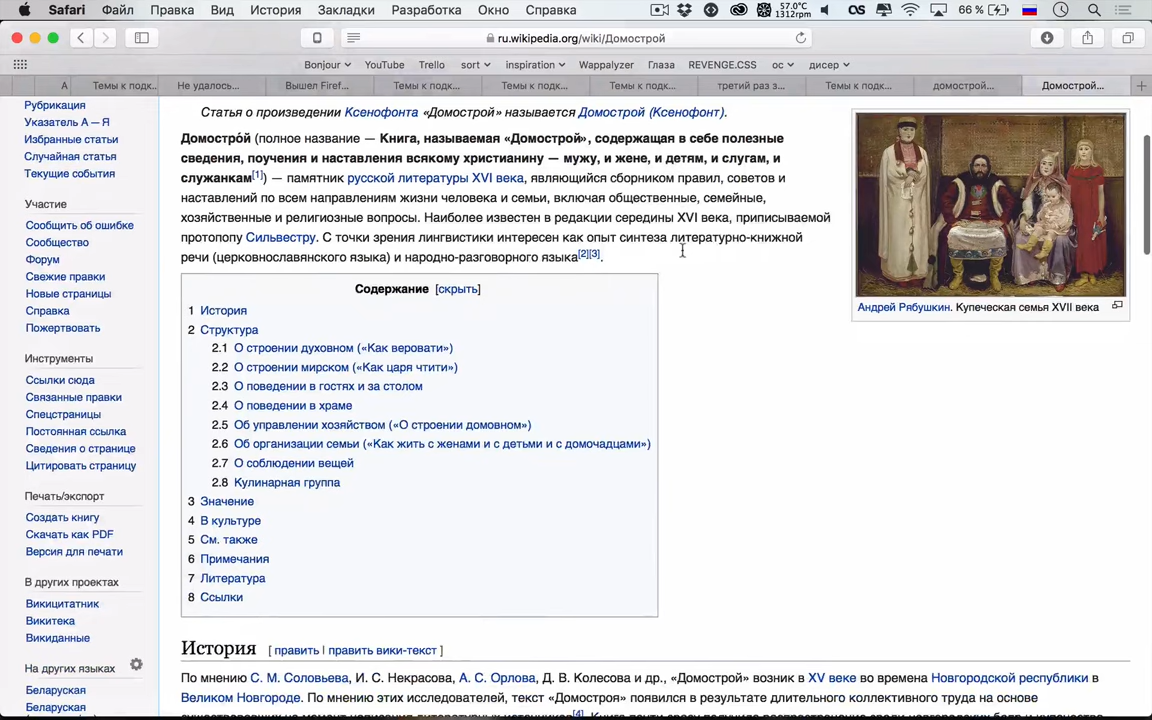 Safari Файл Правка Вид История Закладки Разработка Окно Справка 57.0°C 1312rpm 66 %
ru.wikipedia.org/wiki/Домострой
Bonjour YouTube Trello sort inspiration Wappalyzer Глаза REVENGE.CSS ос дисер
А Темы к подк... Не удалось... Вышел Firef... Темы к подк... Темы к подк... Темы к подк... третий раз з... Темы к подк... домострой... Домострой...
Рубрикация
Указатель А — Я
Избранные статьи
Случайная статья
Текущие события
Участие
Сообщить об ошибке
Сообщество
Форум
Свежие правки
Новые страницы
Справка
Пожертвовать
Инструменты
Ссылки сюда
Связанные правки
Спецстраницы
Постоянная ссылка
Сведения о странице
Цитировать страницу
Печать/экспорт
Создать книгу
Скачать как PDF
Версия для печати
В других проектах
Викицитатник
Викитека
Викиданные
На других языках
Беларуская
Беларуская
Статья о произведении Ксенофонта «Домострой» называется Домострой (Ксенофонт).
Домостро́й (полное название — Книга, называемая «Домострой», содержащая в себе полезные
сведения, поучения и наставления всякому христианину — мужу, и жене, и детям, и слугам, и
служанкам[1]) — памятник русской литературы XVI века, являющийся сборником правил, советов и
наставлений по всем направлениям жизни человека и семьи, включая общественные, семейные,
хозяйственные и религиозные вопросы. Наиболее известен в редакции середины XVI века, приписываемой
протопопу Сильвестру. С точки зрения лингвистики интересен как опыт синтеза литературно-книжной
речи (церковнославянского языка) и народно-разговорного языка[2][3].
Андрей Рябушкин. Купеческая семья XVII века
Содержание [скрыть]
1 История
2 Структура
2.1 О строении духовном («Как веровати»)
2.2 О строении мирском («Как царя чтити»)
2.3 О поведении в гостях и за столом
2.4 О поведении в храме
2.5 Об управлении хозяйством («О строении домовном»)
2.6 Об организации семьи («Как жить с женами и с детьми и с домочадцами»)
2.7 О соблюдении вещей
2.8 Кулинарная группа
3 Значение
4 В культуре
5 См. также
6 Примечания
7 Литература
8 Ссылки
История [ править | править вики-текст ]
По мнению С. М. Соловьева, И. С. Некрасова, А. С. Орлова, Д. В. Колесова и др., «Домострой» возник в XV веке во времена Новгородской республики в
Великом Новгороде. По мнению этих исследователей, текст «Домостроя» появился в результате длительного коллективного труда на основе